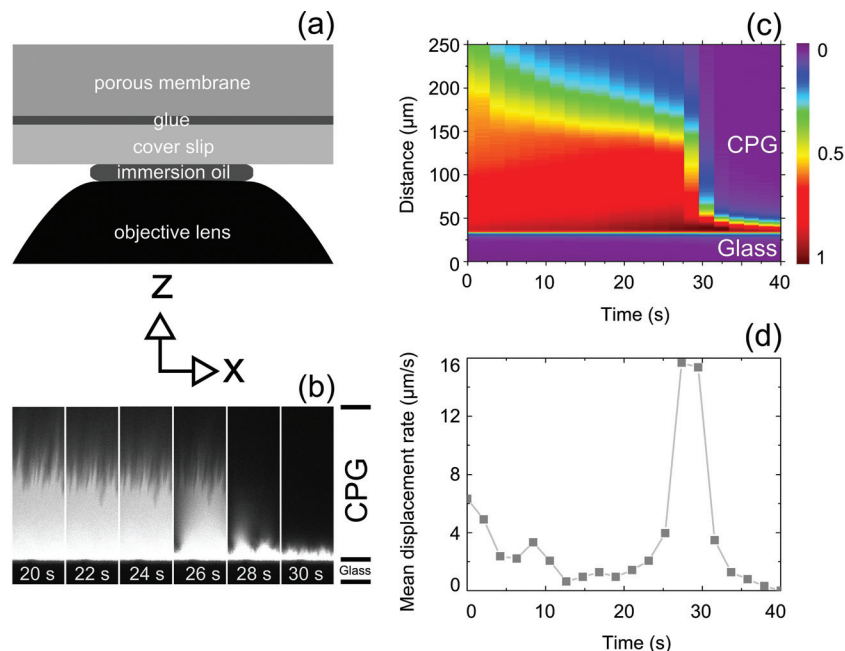 (a)
porous membrane
glue
cover slip
immersion oil
objective lens
Z
X
(b)
CPG
Glass
20 s 22 s 24 s 26 s 28 s 30 s
(c)
Distance (µm)
250
200
150
100
50
0
CPG
Glass
0
0.5
1
0 10 20 30 40
Time (s)
(d)
Mean displacement rate (µm/s)
16
12
8
4
0
0 10 20 30 40
Time (s)